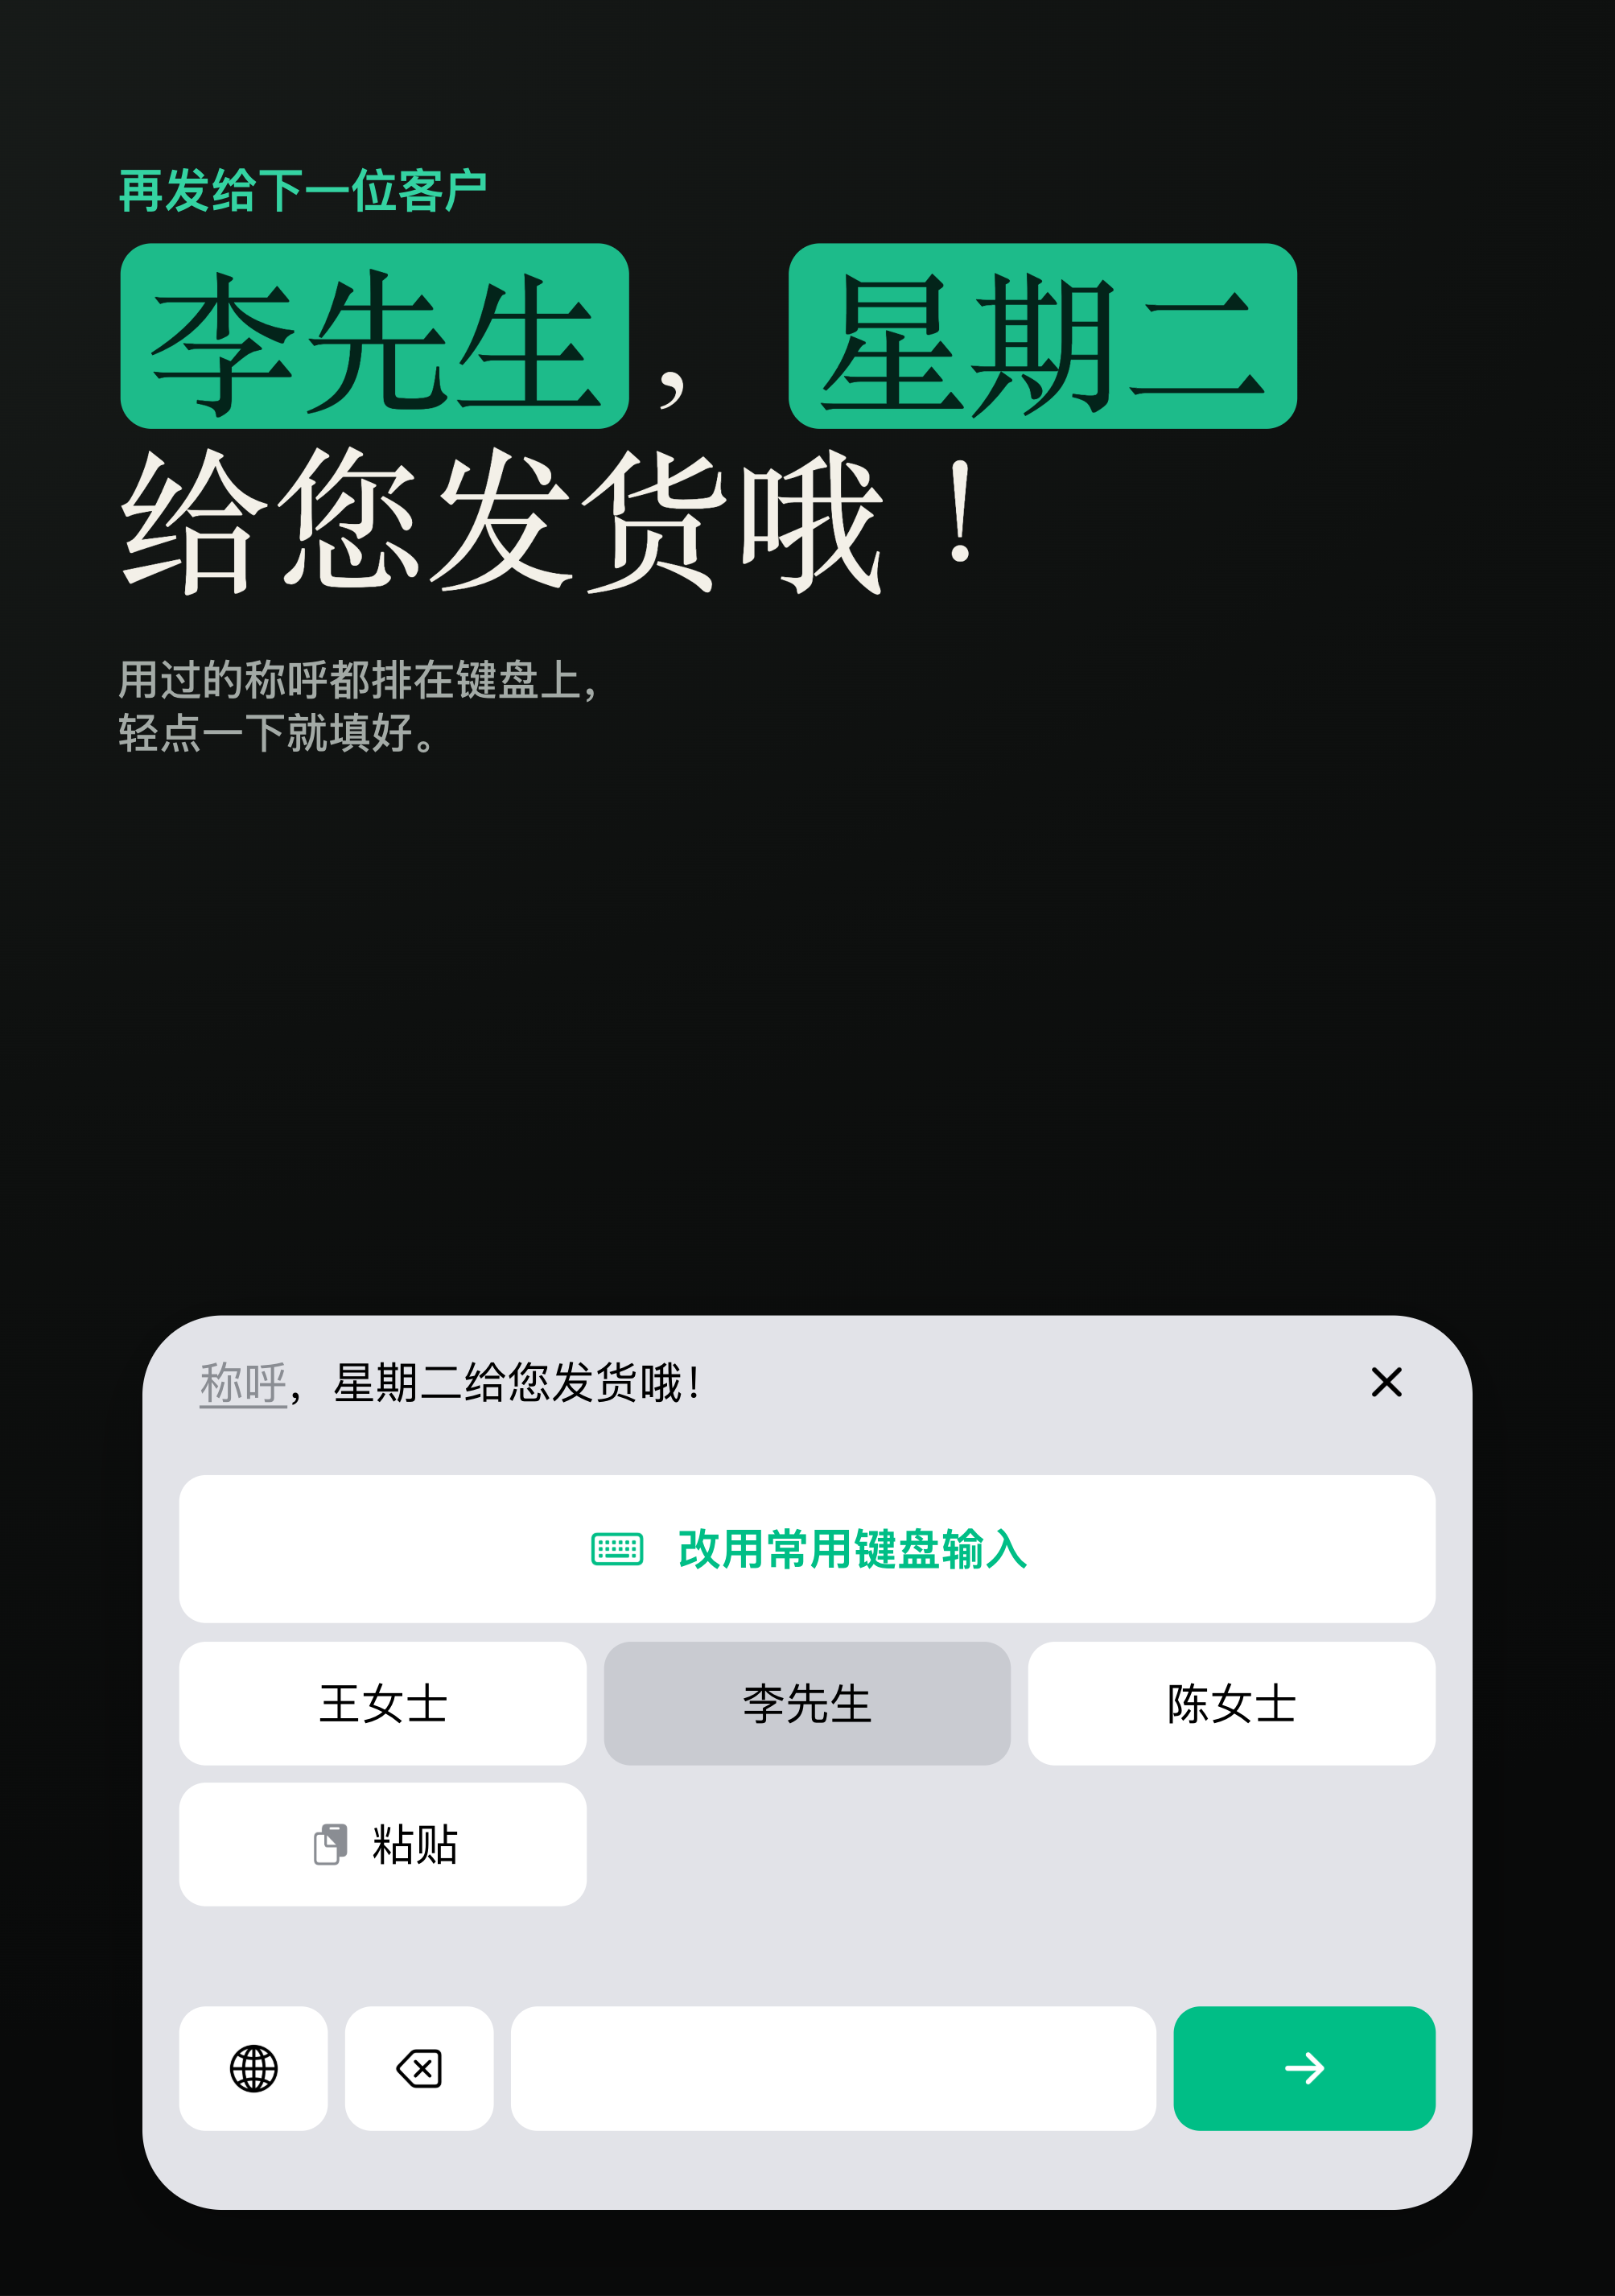 再发给下一位客户
李先生，星期二
给您发货哦！
用过的称呼都排在键盘上，
轻点一下就填好。
称呼，星期二给您发货哦！
改用常用键盘输入
王女士
李先生
陈女士
粘贴